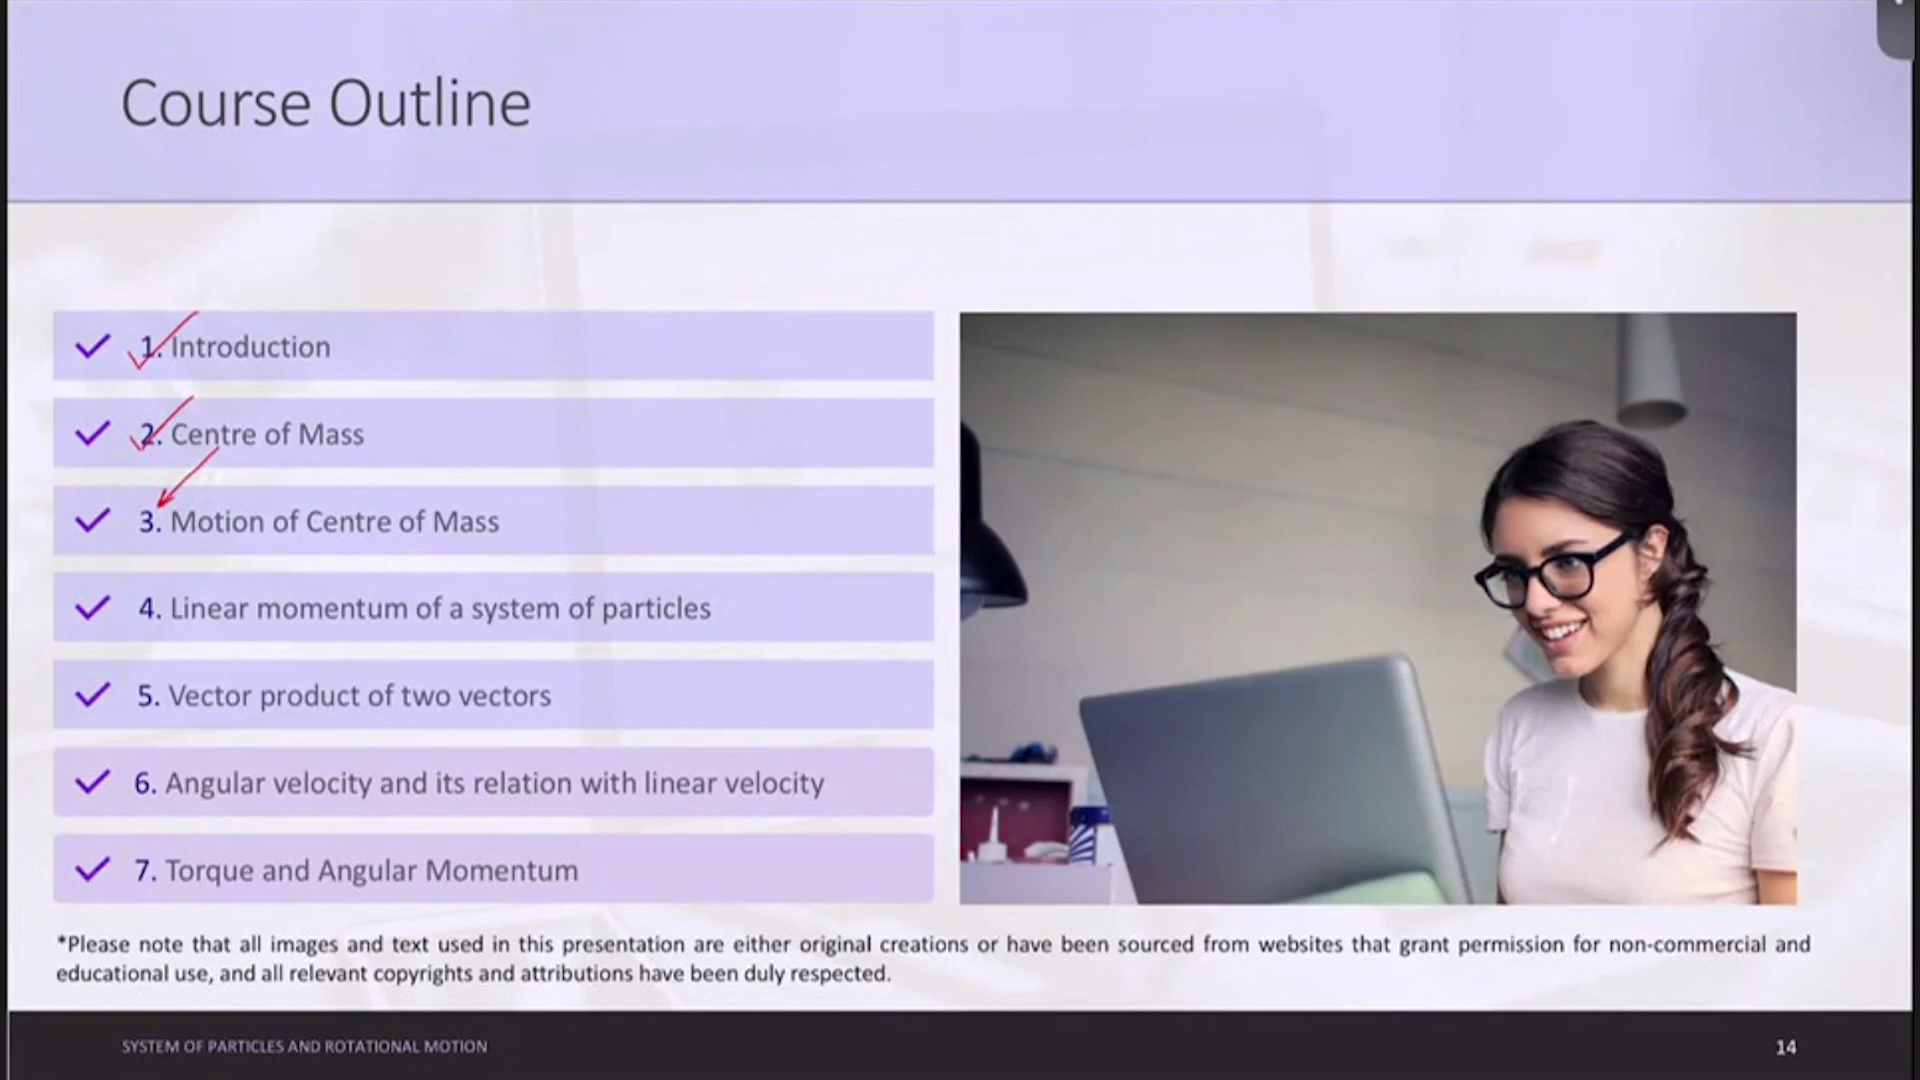 Course Outline
1. Introduction
2. Centre of Mass
3. Motion of Centre of Mass
4. Linear momentum of a system of particles
5. Vector product of two vectors
6. Angular velocity and its relation with linear velocity
7. Torque and Angular Momentum
*Please note that all images and text used in this presentation are either original creations or have been sourced from websites that grant permission for non-commercial and
educational use, and all relevant copyrights and attributions have been duly respected.
SYSTEM OF PARTICLES AND ROTATIONAL MOTION
14